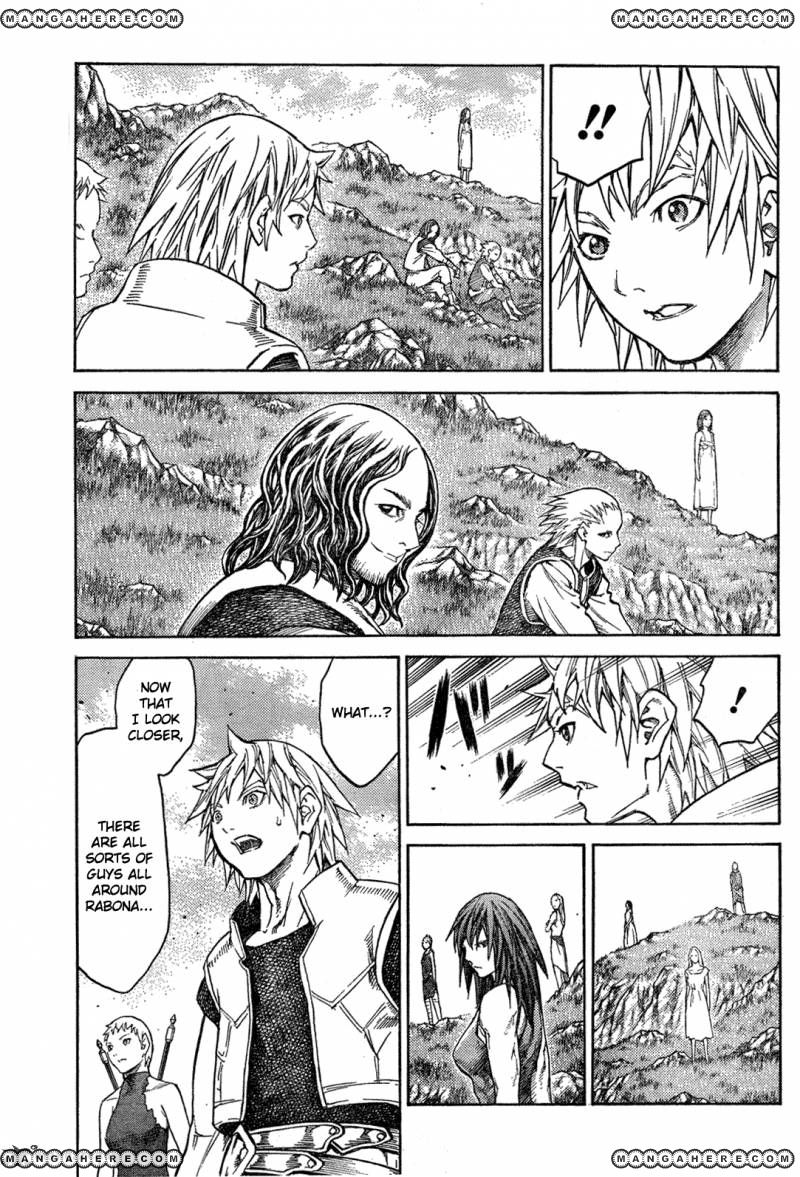 MANGAHERE.COM
MANGAHERE.COM
!!
!
WHAT...?
NOW
THAT
I LOOK
CLOSER,
THERE
ARE ALL
SORTS OF
GUYS ALL
AROUND
RABONA...
MANGAHERE.COM
MANGAHERE.COM